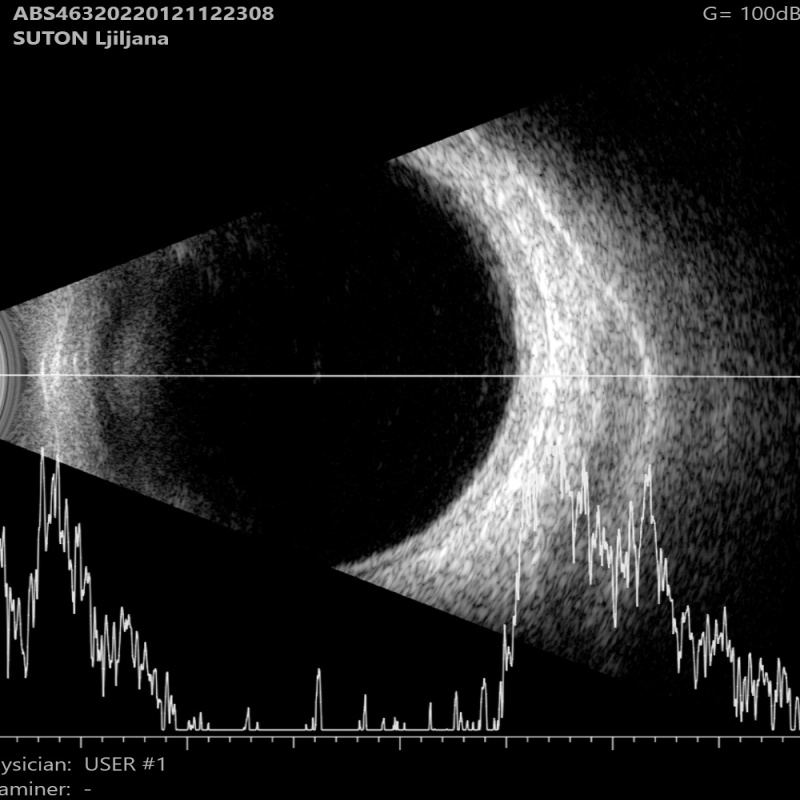 ABS46320220121122308
G= 100dB
SUTON Ljiljana
ysician: USER #1
aminer: -